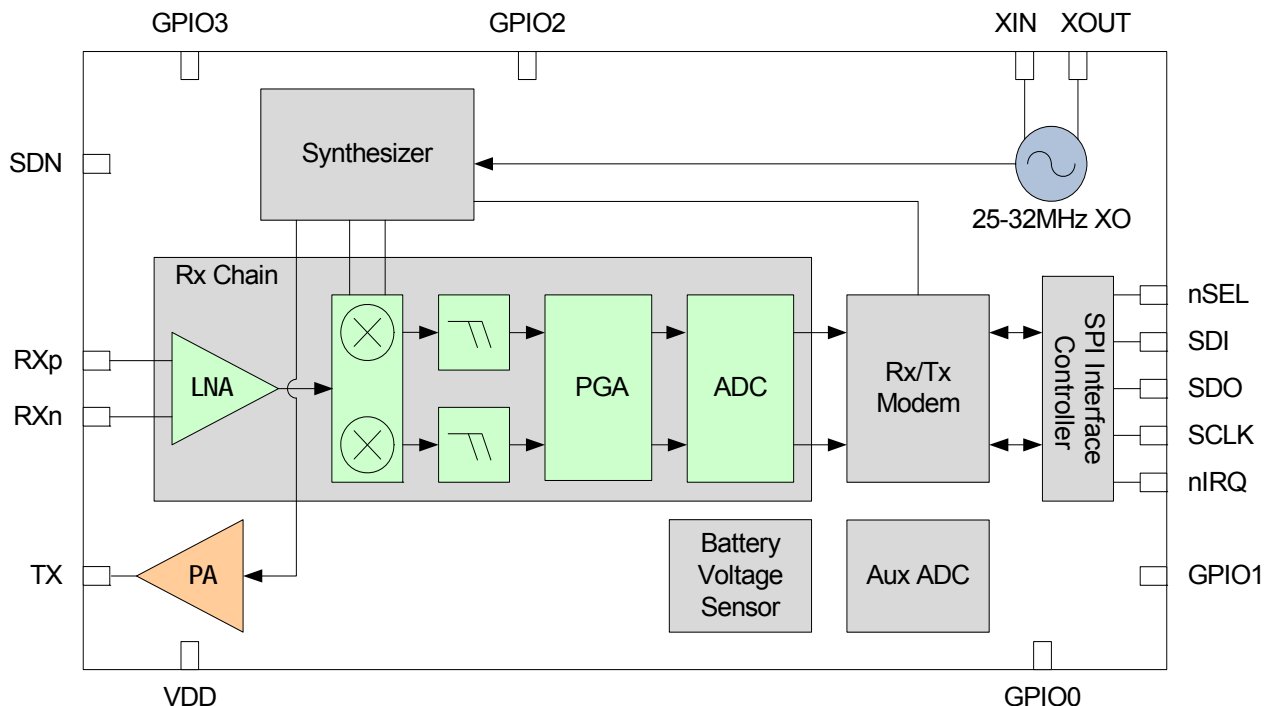 GPIO3
GPIO2
XIN
XOUT
SDN
Synthesizer
25-32MHz XO
Rx Chain
RXp
RXn
LNA
PGA
ADC
Rx/Tx
Modem
SPI Interface
Controller
nSEL
SDI
SDO
SCLK
nIRQ
TX
PA
Battery
Voltage
Sensor
Aux ADC
GPIO1
VDD
GPIO0